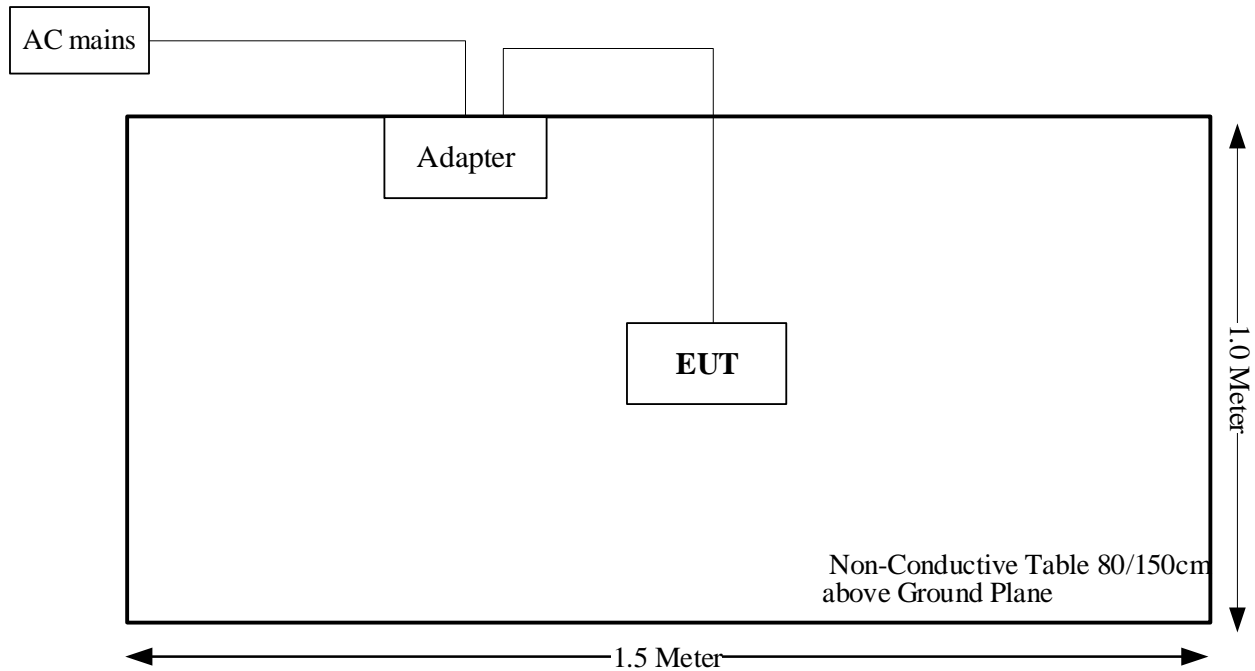 AC mains
Adapter
EUT
1.0 Meter
Non-Conductive Table 80/150cm
above Ground Plane
1.5 Meter